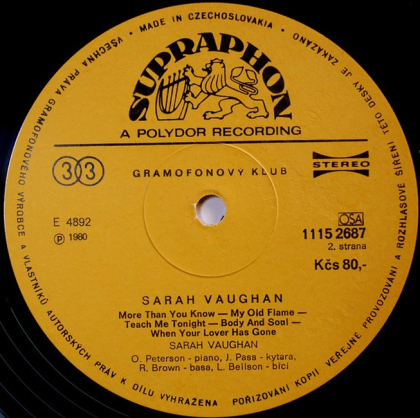 • MADE IN CZECHOSLOVAKIA •
VŠECHNA PRÁVA GRAMOFONOVÉHO VÝROBCE A VLASTNÍKŮ AUTORSKÝCH PRÁV K DÍLU VYHRAŽENA
POŘIZOVÁNÍ KOPIÍ VEŘEJNÉ PROVOZOVÁNÍ A ROZHLASOVÉ ŠÍŘENÍ TÉTO DESKY JE ZAKÁZÁNO
SUPRAPHON
A POLYDOR RECORDING
33
STEREO
GRAMOFONOVÝ KLUB
E 4892
Ⓟ 1980
OSA
1115 2687
2. strana
Kčs 80,-
SARAH VAUGHAN
More Than You Know — My Old Flame —
Teach Me Tonight — Body And Soal —
When Your Lover Has Gone
SARAH VAUGHAN
O. Peterson - piano, J. Pass - kytara,
R. Brown - basa, L. Bellson - bicí